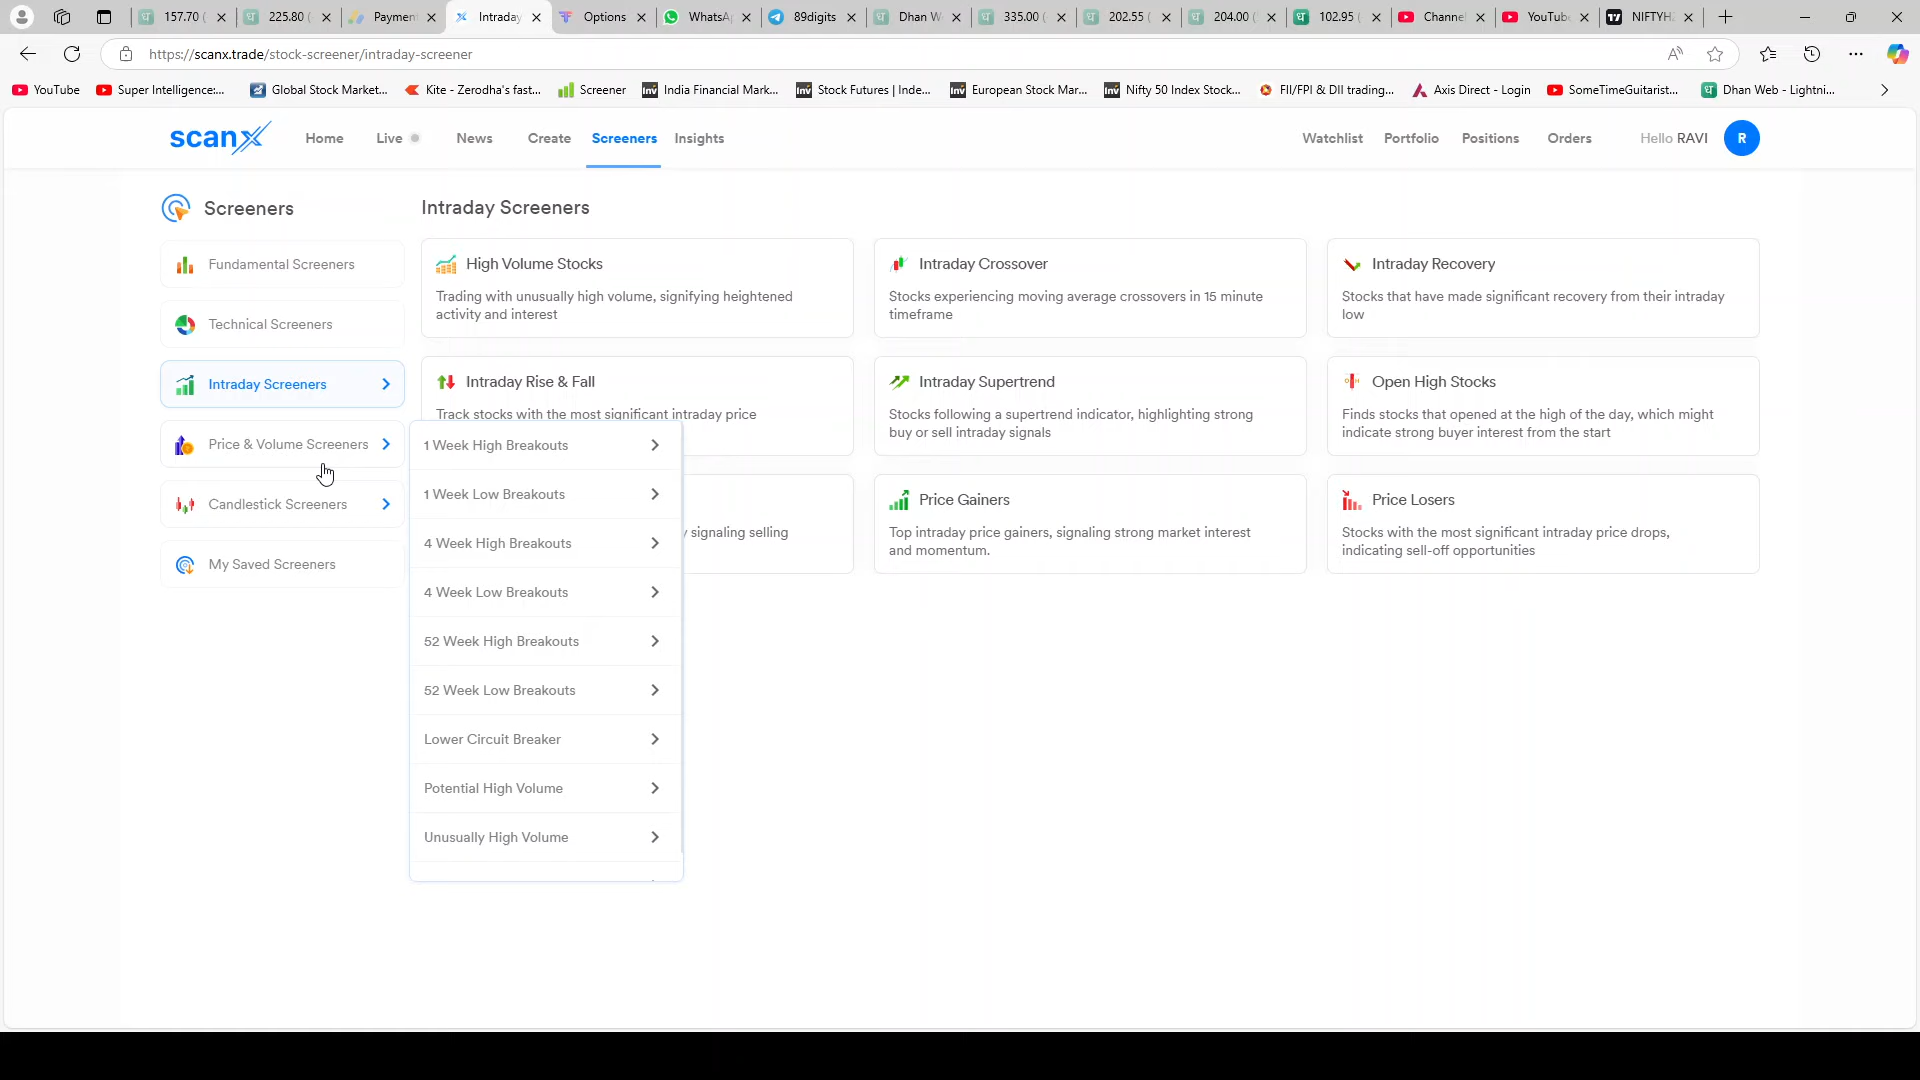 157.70 (
225.80 (
Paymen
Intraday
Options
WhatsA
89digits
Dhan W
335.00 (
202.55 (
204.00 (
102.95 (
Channe
YouTube
NIFTYH
https://scanx.trade/stock-screener/intraday-screener
YouTube
Super Intelligence:...
Global Stock Market...
Kite - Zerodha's fast...
Screener
India Financial Mark...
Stock Futures | Inde...
European Stock Mar...
Nifty 50 Index Stock...
FII/FPI & DII trading...
Axis Direct - Login
SomeTimeGuitarist...
Dhan Web - Lightni...
scanx
Home
Live
News
Create
Screeners
Insights
Watchlist
Portfolio
Positions
Orders
Hello RAVI
R
Screeners
Fundamental Screeners
Technical Screeners
Intraday Screeners
Price & Volume Screeners
Candlestick Screeners
My Saved Screeners
Intraday Screeners
High Volume Stocks
Trading with unusually high volume, signifying heightened
activity and interest
Intraday Crossover
Stocks experiencing moving average crossovers in 15 minute
timeframe
Intraday Recovery
Stocks that have made significant recovery from their intraday
low
Intraday Rise & Fall
Track stocks with the most significant intraday price
Intraday Supertrend
Stocks following a supertrend indicator, highlighting strong
buy or sell intraday signals
Open High Stocks
Finds stocks that opened at the high of the day, which might
indicate strong buyer interest from the start
signaling selling
Price Gainers
Top intraday price gainers, signaling strong market interest
and momentum.
Price Losers
Stocks with the most significant intraday price drops,
indicating sell-off opportunities
1 Week High Breakouts
1 Week Low Breakouts
4 Week High Breakouts
4 Week Low Breakouts
52 Week High Breakouts
52 Week Low Breakouts
Lower Circuit Breaker
Potential High Volume
Unusually High Volume